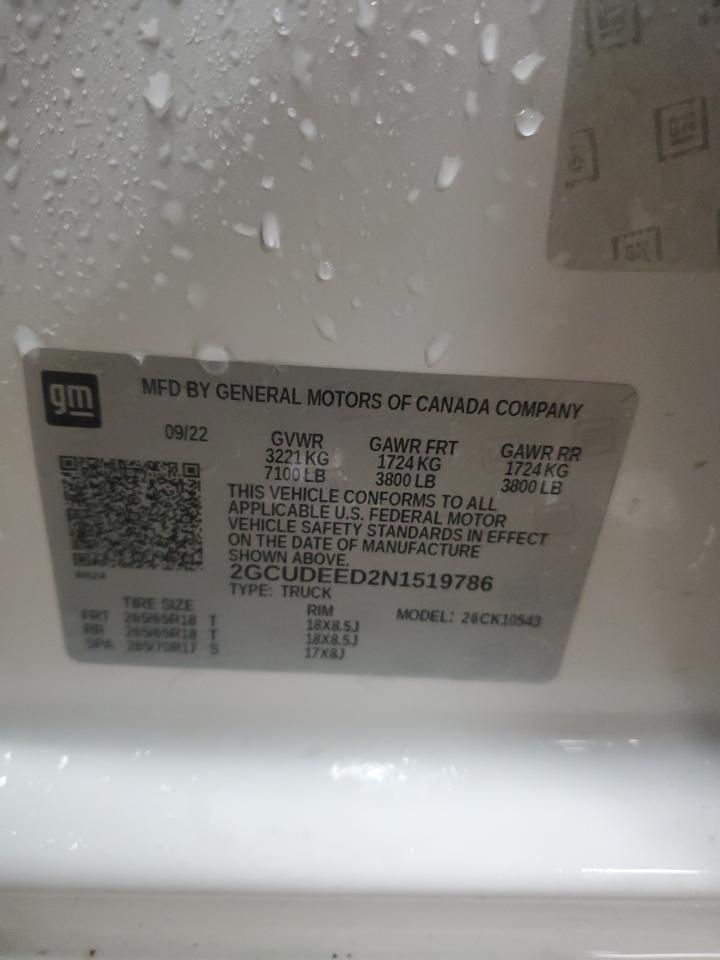 gm
MFD BY GENERAL MOTORS OF CANADA COMPANY
09/22
GVWR
3221 KG
7100 LB
GAWR FRT
1724 KG
3800 LB
GAWR RR
1724 KG
3800 LB
THIS VEHICLE CONFORMS TO ALL
APPLICABLE U.S. FEDERAL MOTOR
VEHICLE SAFETY STANDARDS IN EFFECT
ON THE DATE OF MANUFACTURE
SHOWN ABOVE.
2GCUDEED2N1519786
TYPE: TRUCK
MODEL: 26CK10543
TIRE SIZE
RIM
FRT 265/65R18 T 18X8.5J
RR 265/65R18 T 18X8.5J
SPA 265/70R17 S 17X8J